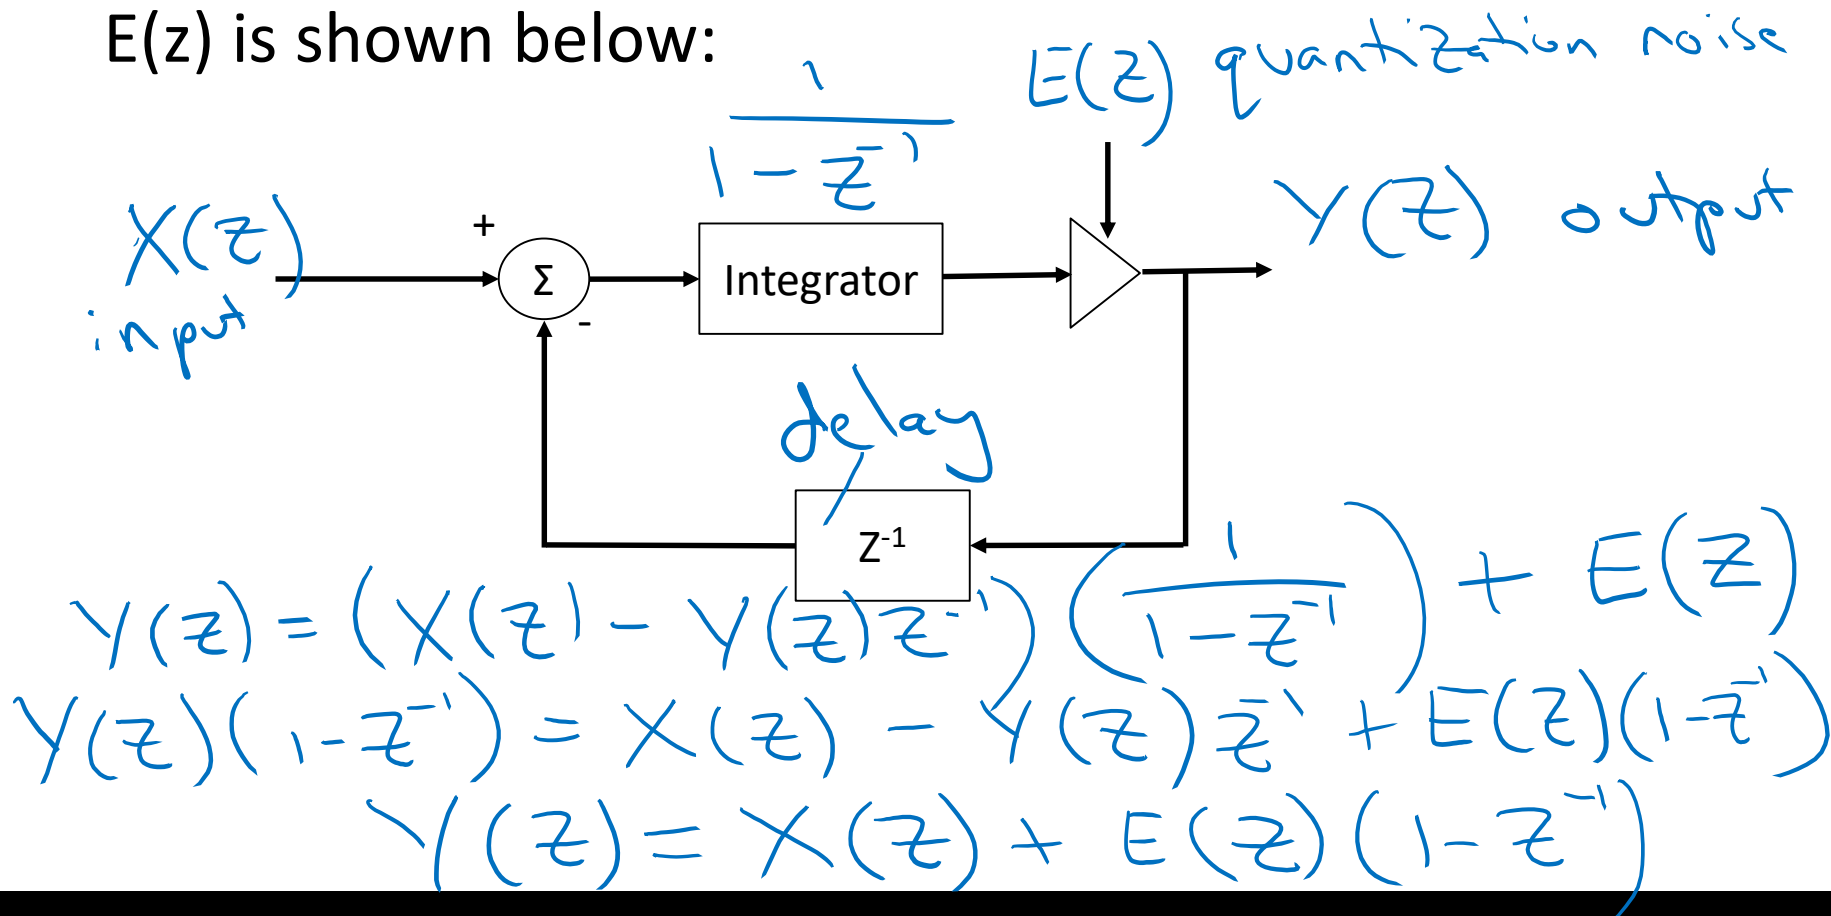 E(z) is shown below:
E(Z) quantization noise
1
1 - Z⁻¹
X(Z)
input
+
Σ
-
Integrator
Y(Z) output
delay
Z⁻¹
Y(Z) = (X(Z) - Y(Z) Z⁻¹) (1 / 1 - Z⁻¹) + E(Z)
Y(Z)(1 - Z⁻¹) = X(Z) - Y(Z) Z⁻¹ + E(Z)(1 - Z⁻¹)
Y(Z) = X(Z) + E(Z)(1 - Z⁻¹)